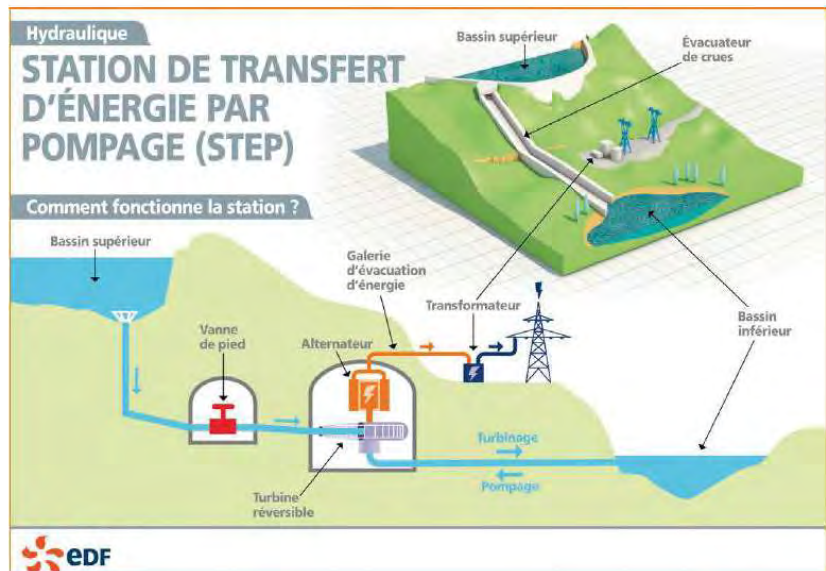 Hydraulique
STATION DE TRANSFERT
D'ÉNERGIE PAR
POMPAGE (STEP)
Bassin supérieur
Évacuateur
de crues
Comment fonctionne la station ?
Bassin supérieur
Vanne
de pied
Alternateur
Galerie
d'évacuation
d'énergie
Transformateur
Bassin
inférieur
Turbinage
Pompage
Turbine
réversible
eDF